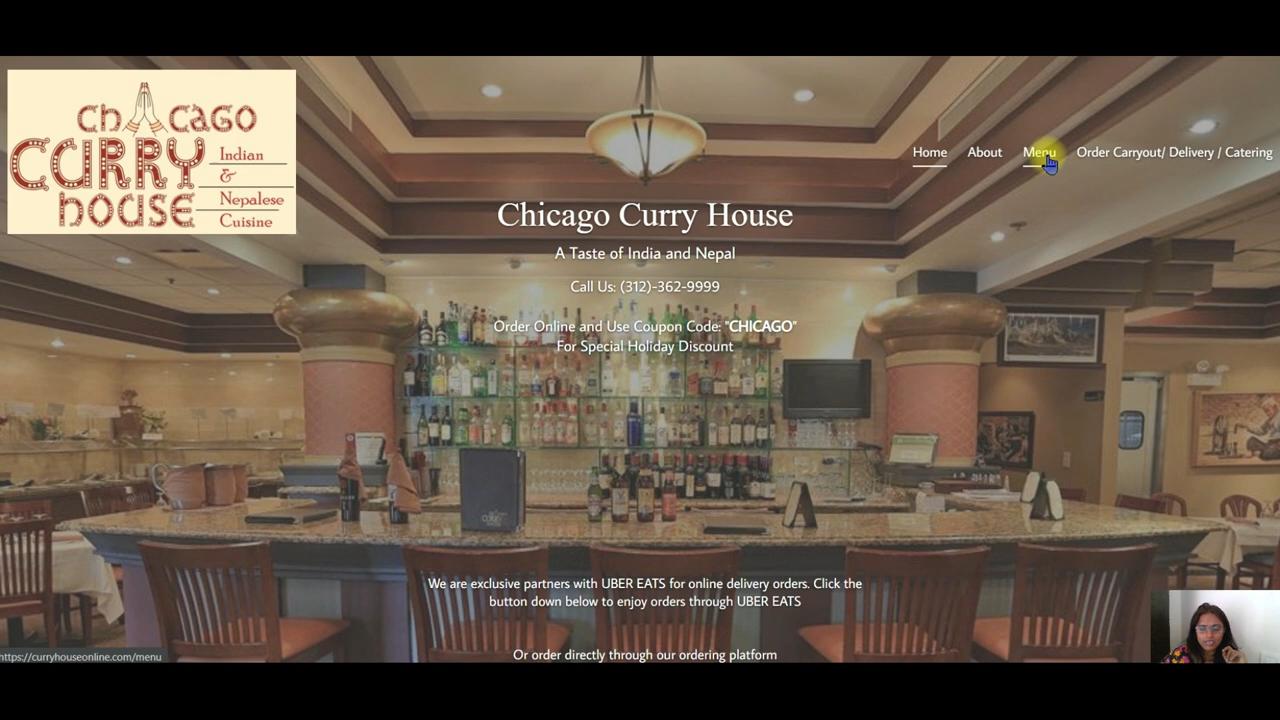 chicago
CURRY
house
Indian
&
Nepalese
Cuisine
Home About Menu Order Carryout/ Delivery / Catering
Chicago Curry House
A Taste of India and Nepal
Call Us: (312)-362-9999
Order Online and Use Coupon Code: "CHICAGO"
For Special Holiday Discount
We are exclusive partners with UBER EATS for online delivery orders. Click the
button down below to enjoy orders through UBER EATS
Or order directly through our ordering platform
https://curryhouseonline.com/menu